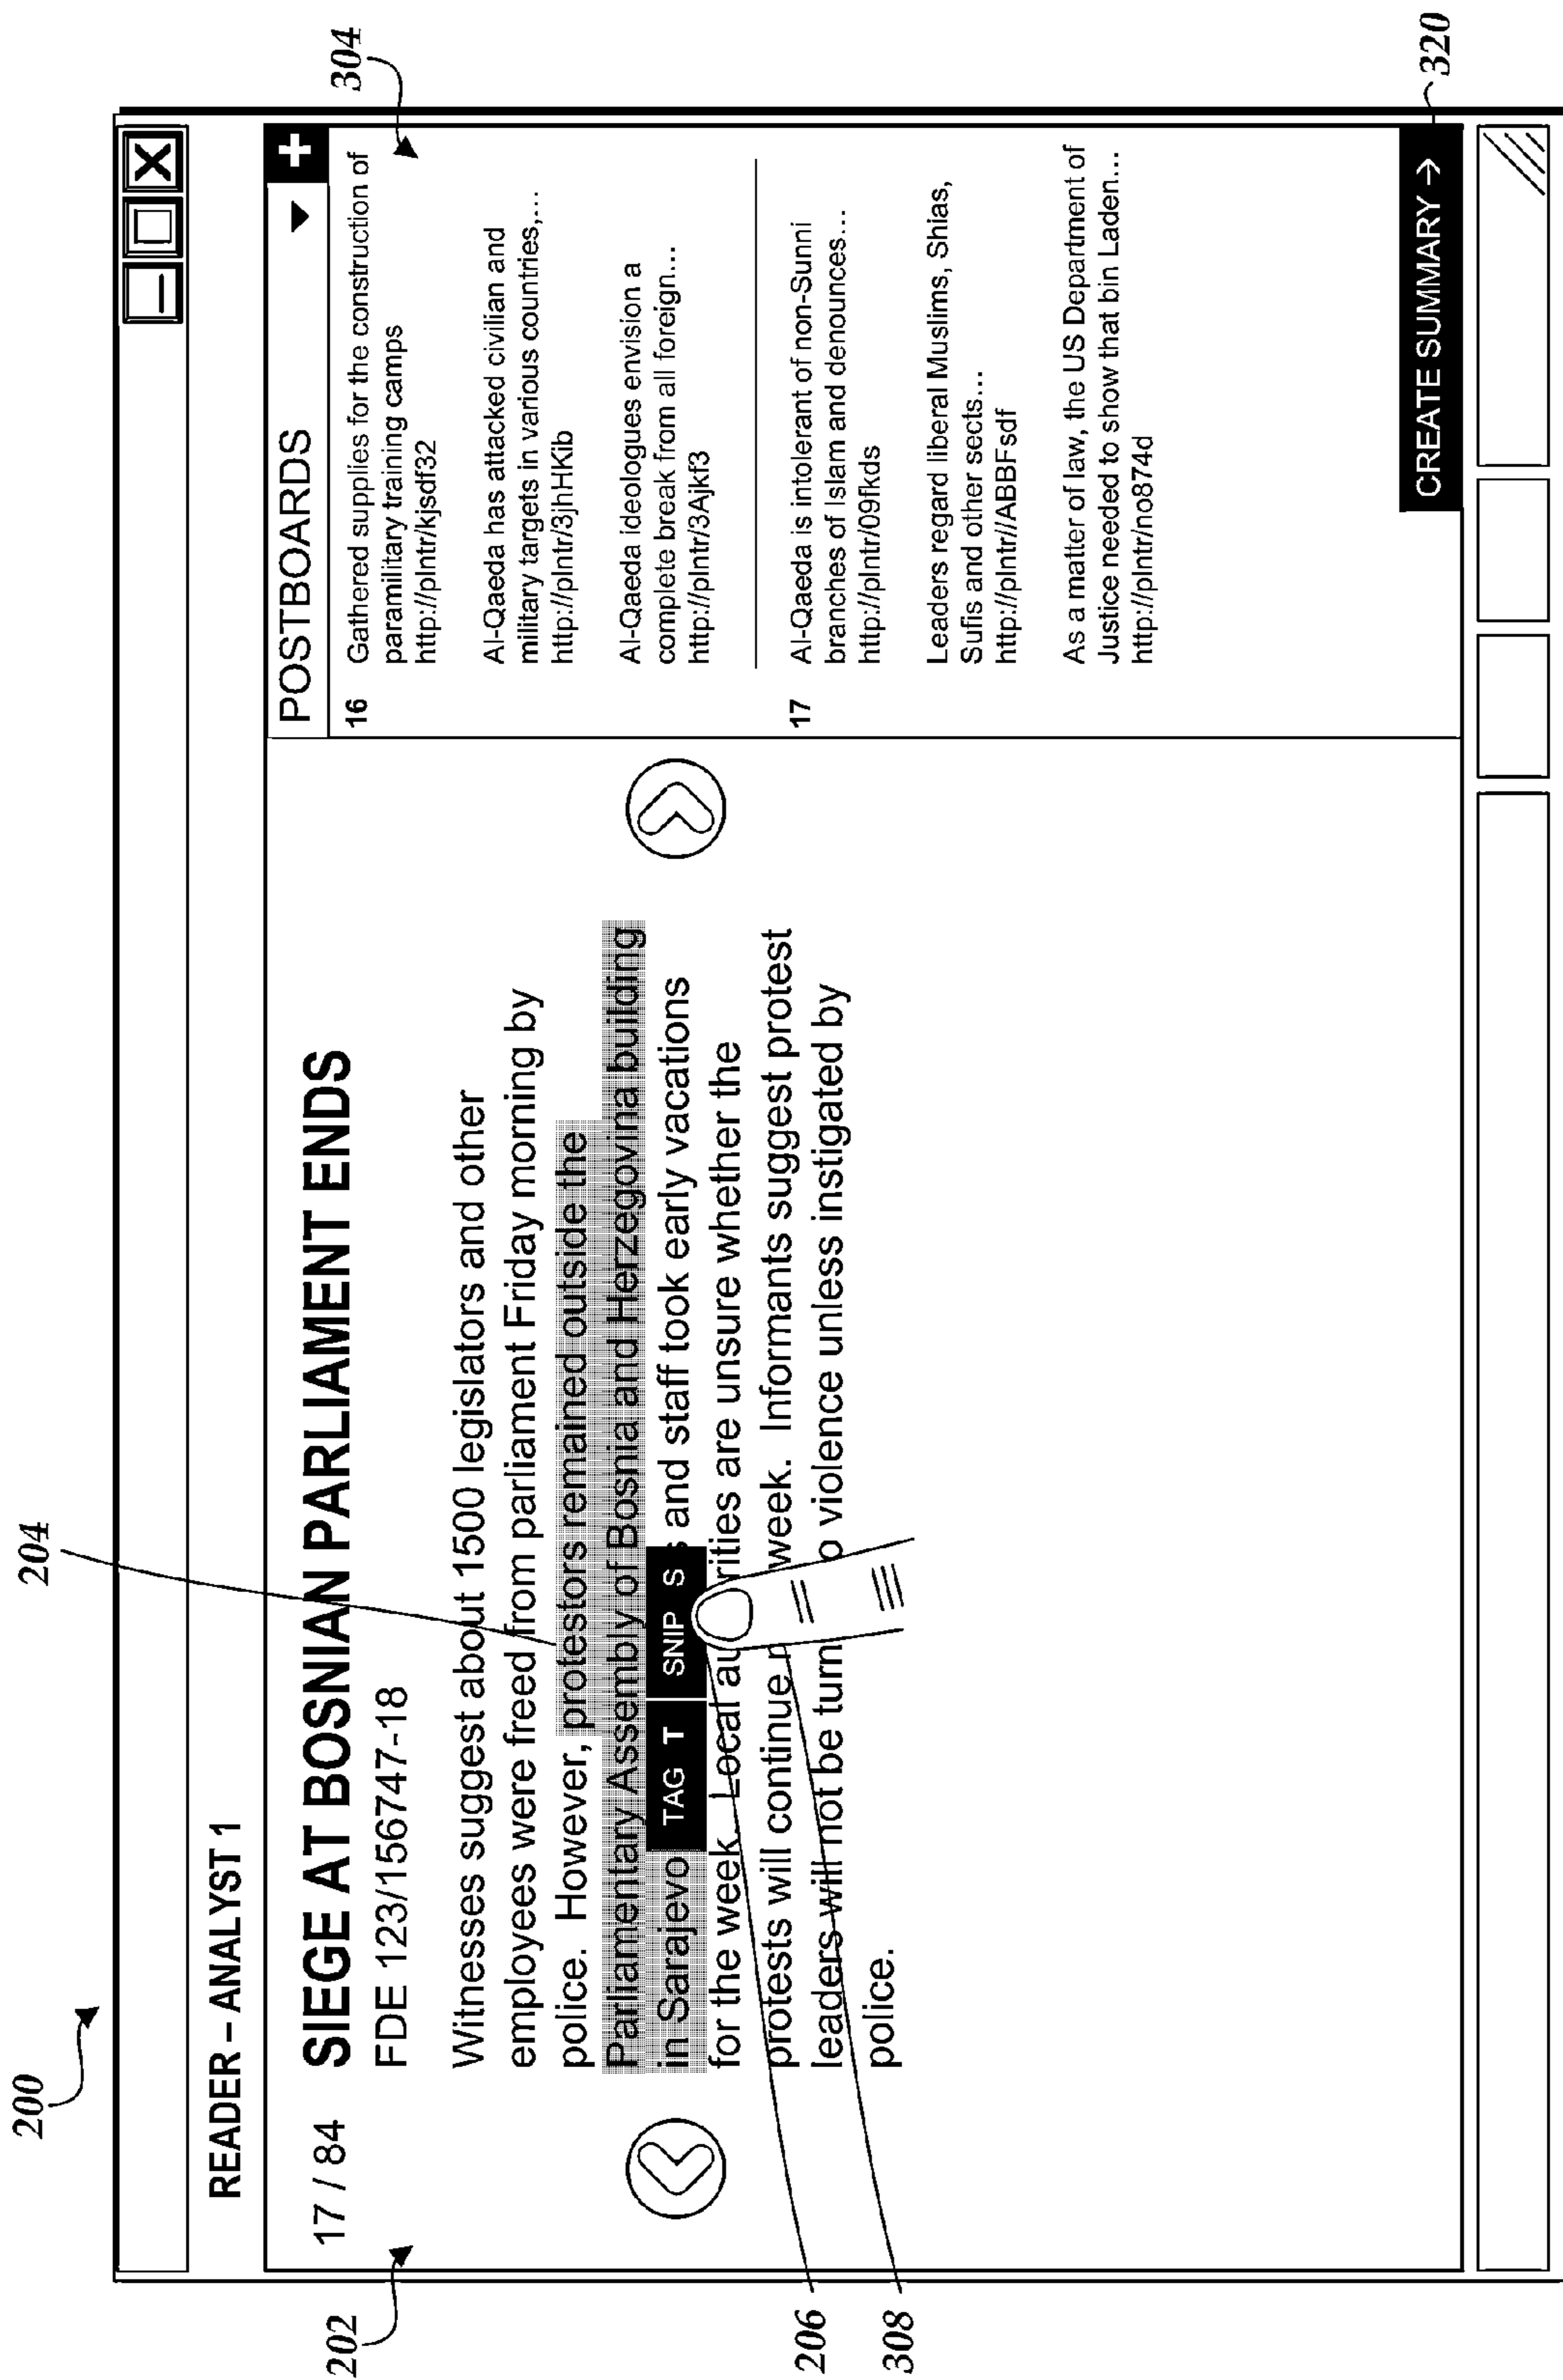 200
204
READER – ANALYST 1
202
17 / 84
SIEGE AT BOSNIAN PARLIAMENT ENDS
FDE 123/156747-18
Witnesses suggest about 1500 legislators and other
employees were freed from parliament Friday morning by
police. However, protestors remained outside the
Parliamentary Assembly of Bosnia and Herzegovina building
in Sarajevo TAG T SNIP S s and staff took early vacations
for the week. Local au rities are unsure whether the
protests will continue n week. Informants suggest protest
leaders will not be turn o violence unless instigated by
police.
206
308
POSTBOARDS
+
304
16 Gathered supplies for the construction of
paramilitary training camps
http://plntr/kjsdf32
Al-Qaeda has attacked civilian and
military targets in various countries,...
http://plntr/3jhHKib
Al-Qaeda ideologues envision a
complete break from all foreign...
http://plntr/3Ajkf3
17 Al-Qaeda is intolerant of non-Sunni
branches of Islam and denounces...
http://plntr/09fkds
Leaders regard liberal Muslims, Shias,
Sufis and other sects...
http://plntr//ABBFsdf
As a matter of law, the US Department of
Justice needed to show that bin Laden...
http://plntr/no874d
CREATE SUMMARY →
320